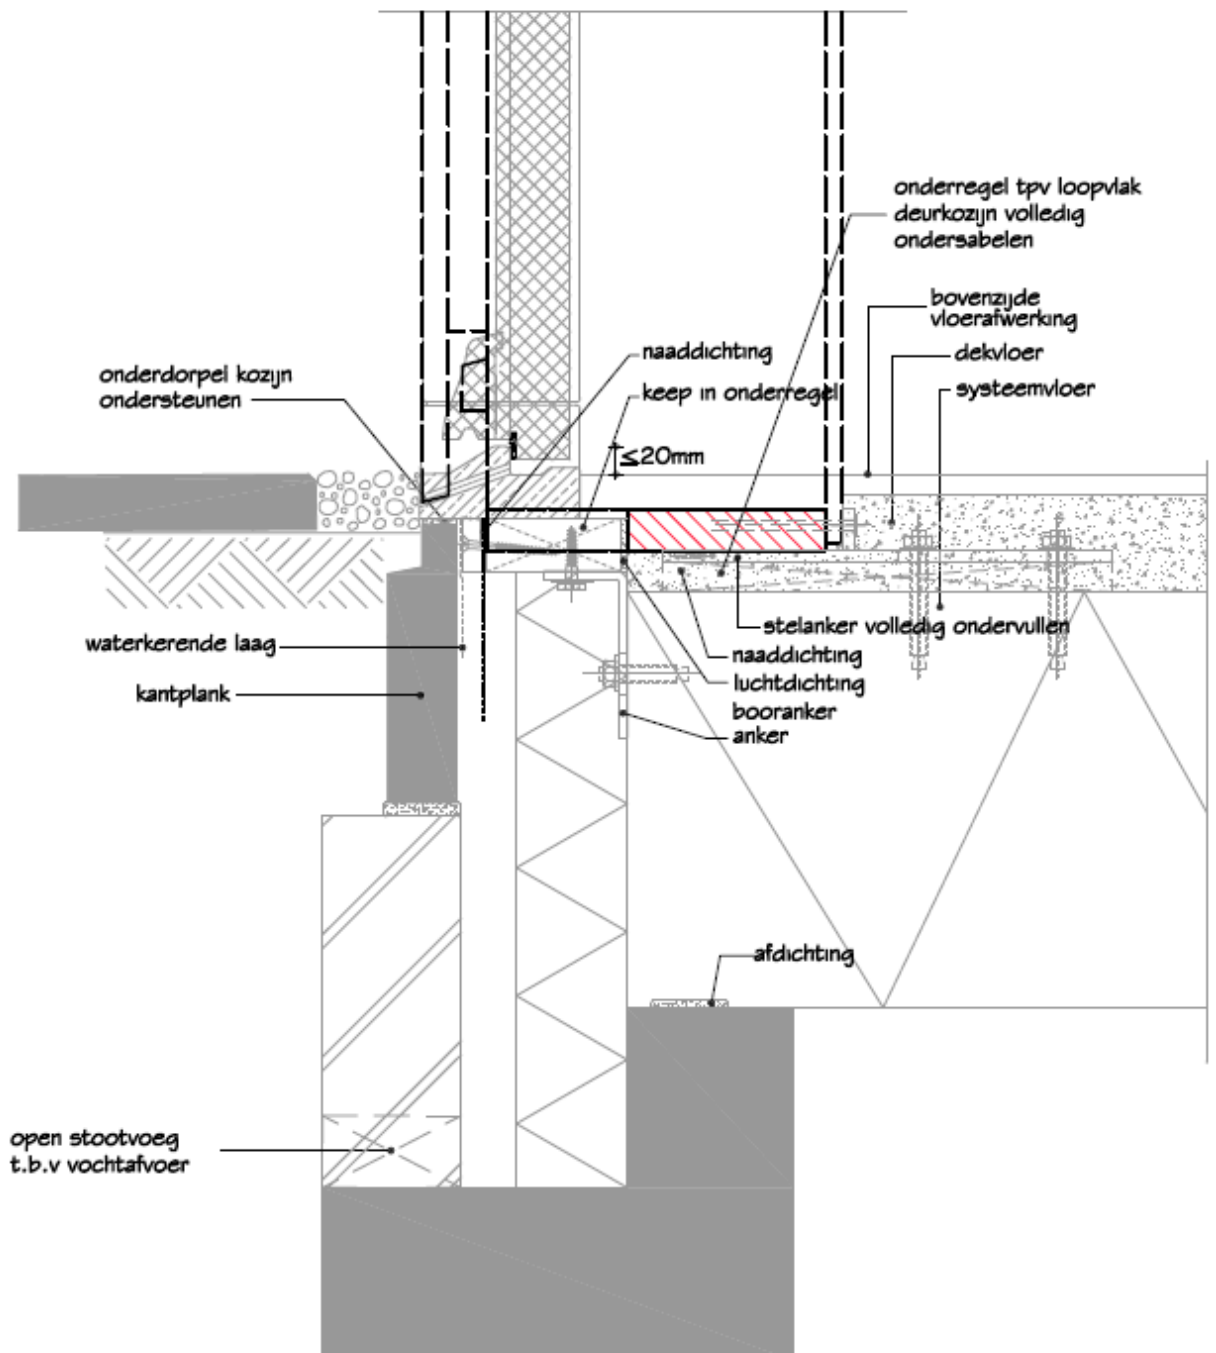 onderregel tpv loopvlak
deurkozijn volledig
ondersabelen
bovenzijde
vloerafwerking
naaddichting
dekvloer
onderdorpel kozijn
ondersteunen
keep in onderregel
systeemvloer
≤20mm
stelanker volledig ondervullen
waterkerende laag
naaddichting
kantplank
luchtdichting
booranker
anker
afdichting
open stootvoeg
t.b.v vochtafvoer